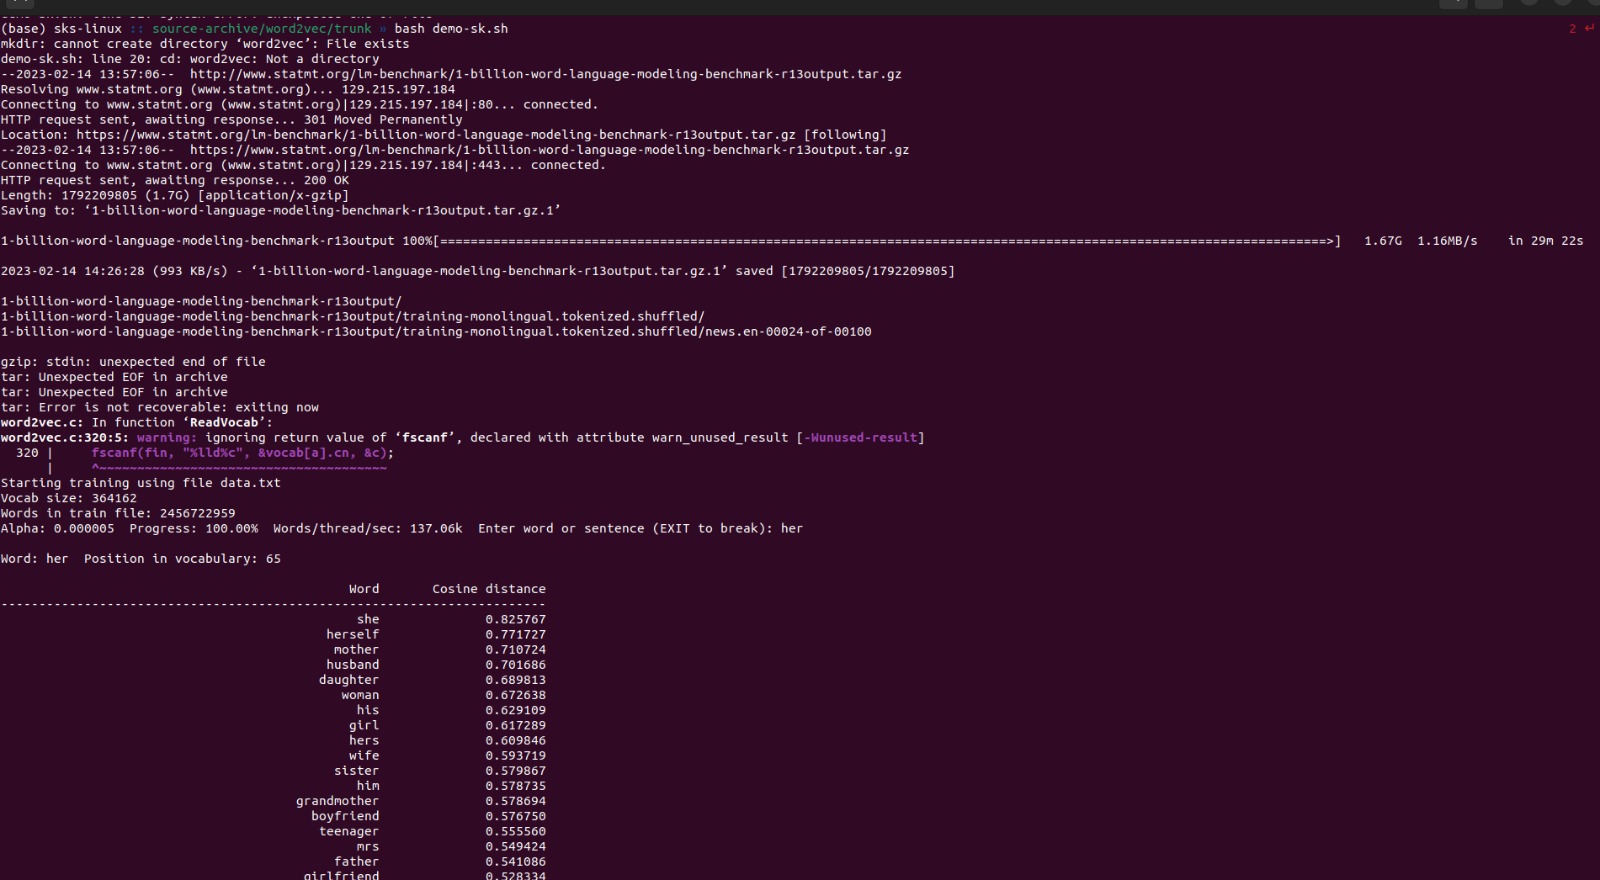 (base) sks-linux :: source-archive/word2vec/trunk » bash demo-sk.sh 2 ↵
mkdir: cannot create directory ‘word2vec’: File exists
demo-sk.sh: line 20: cd: word2vec: Not a directory
--2023-02-14 13:57:06--  http://www.statmt.org/lm-benchmark/1-billion-word-language-modeling-benchmark-r13output.tar.gz
Resolving www.statmt.org (www.statmt.org)... 129.215.197.184
Connecting to www.statmt.org (www.statmt.org)|129.215.197.184|:80... connected.
HTTP request sent, awaiting response... 301 Moved Permanently
Location: https://www.statmt.org/lm-benchmark/1-billion-word-language-modeling-benchmark-r13output.tar.gz [following]
--2023-02-14 13:57:06--  https://www.statmt.org/lm-benchmark/1-billion-word-language-modeling-benchmark-r13output.tar.gz
Connecting to www.statmt.org (www.statmt.org)|129.215.197.184|:443... connected.
HTTP request sent, awaiting response... 200 OK
Length: 1792209805 (1.7G) [application/x-gzip]
Saving to: ‘1-billion-word-language-modeling-benchmark-r13output.tar.gz.1’
1-billion-word-language-modeling-benchmark-r13output 100%[======================================================================================================================>]   1.67G  1.16MB/s    in 29m 22s
2023-02-14 14:26:28 (993 KB/s) - ‘1-billion-word-language-modeling-benchmark-r13output.tar.gz.1’ saved [1792209805/1792209805]
1-billion-word-language-modeling-benchmark-r13output/
1-billion-word-language-modeling-benchmark-r13output/training-monolingual.tokenized.shuffled/
1-billion-word-language-modeling-benchmark-r13output/training-monolingual.tokenized.shuffled/news.en-00024-of-00100
gzip: stdin: unexpected end of file
tar: Unexpected EOF in archive
tar: Unexpected EOF in archive
tar: Error is not recoverable: exiting now
word2vec.c: In function ‘ReadVocab’:
word2vec.c:320:5: warning: ignoring return value of ‘fscanf’, declared with attribute warn_unused_result [-Wunused-result]
  320 |     fscanf(fin, "%lld%c", &vocab[a].cn, &c);
      |     ^~~~~~~~~~~~~~~~~~~~~~~~~~~~~~~~~~~~~~~
Starting training using file data.txt
Vocab size: 364162
Words in train file: 2456722959
Alpha: 0.000005  Progress: 100.00%  Words/thread/sec: 137.06k  Enter word or sentence (EXIT to break): her
Word: her  Position in vocabulary: 65
Word       Cosine distance
------------------------------------------------------------------------
she 0.825767
herself 0.771727
mother 0.710724
husband 0.701686
daughter 0.689813
woman 0.672638
his 0.629109
girl 0.617289
hers 0.609846
wife 0.593719
sister 0.579867
him 0.578735
grandmother 0.578694
boyfriend 0.576750
teenager 0.555560
mrs 0.549424
father 0.541086
girlfriend 0.528334